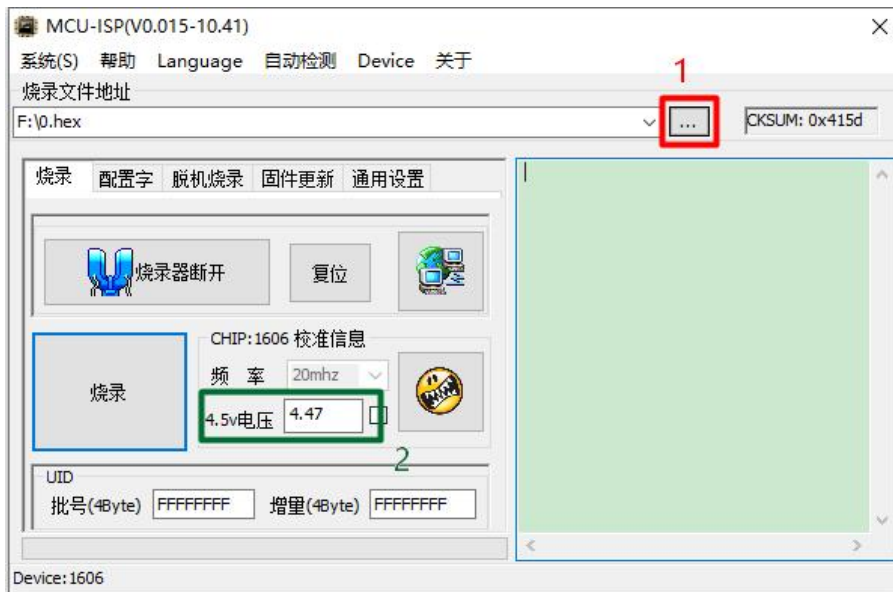 MCU-ISP(V0.015-10.41)
系统(S) 帮助 Language 自动检测 Device 关于
1
烧录文件地址
F:\0.hex ... CKSUM: 0x415d
烧录 配置字 脱机烧录 固件更新 通用设置
烧录器断开 复位
CHIP:1606 校准信息
频 率 20mhz
烧录
4.5v电压 4.47
2
UID
批号(4Byte) FFFFFFFF 增量(4Byte) FFFFFFFF
Device:1606